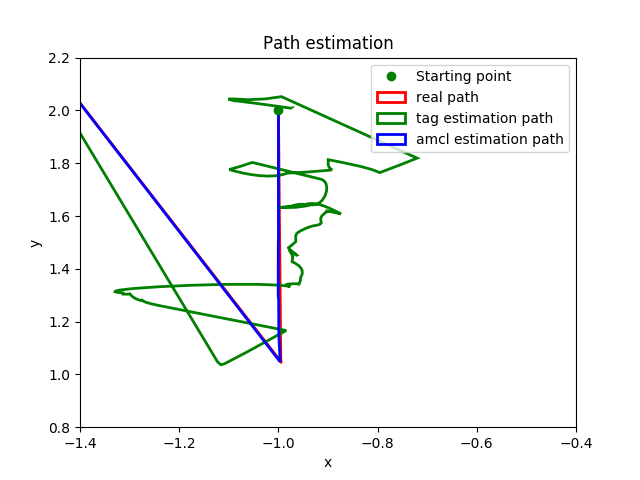 Path estimation
Starting point
real path
tag estimation path
amcl estimation path
2.2
2.0
1.8
1.6
1.4
1.2
1.0
0.8
y
−1.4 −1.2 −1.0 −0.8 −0.6 −0.4
x